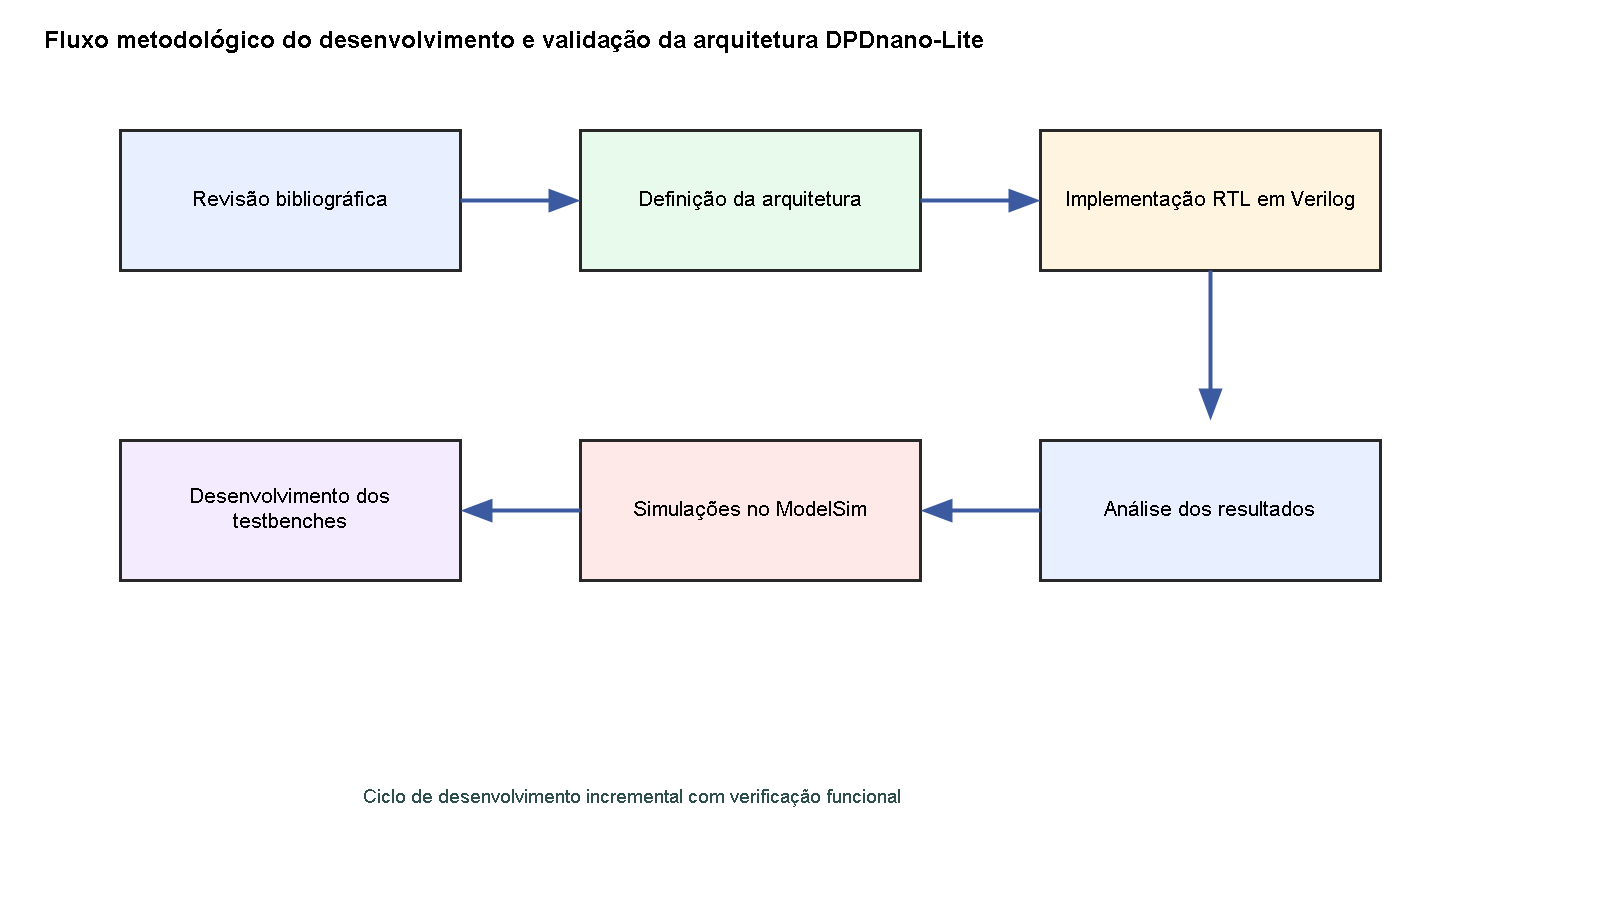 Fluxo metodológico do desenvolvimento e validação da arquitetura DPDnano-Lite
Revisão bibliográfica
Definição da arquitetura
Implementação RTL em Verilog
Desenvolvimento dos
testbenches
Simulações no ModelSim
Análise dos resultados
Ciclo de desenvolvimento incremental com verificação funcional